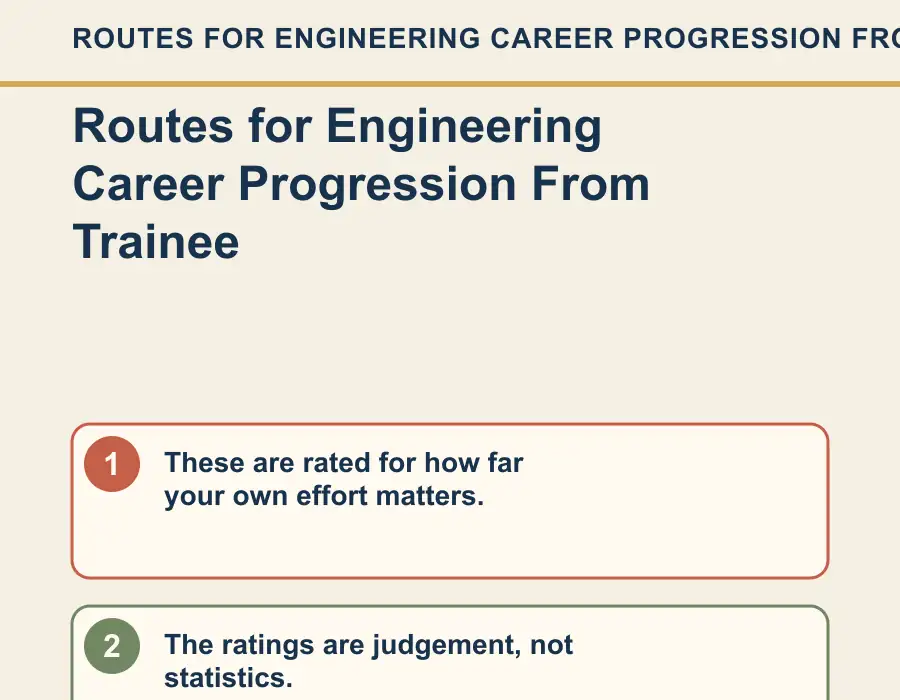 ROUTES FOR ENGINEERING CAREER PROGRESSION
Routes for Engineering
Career Progression From
Trainee
1
These are rated for how far
your own effort matters.
2
The ratings are judgement, not
statistics.